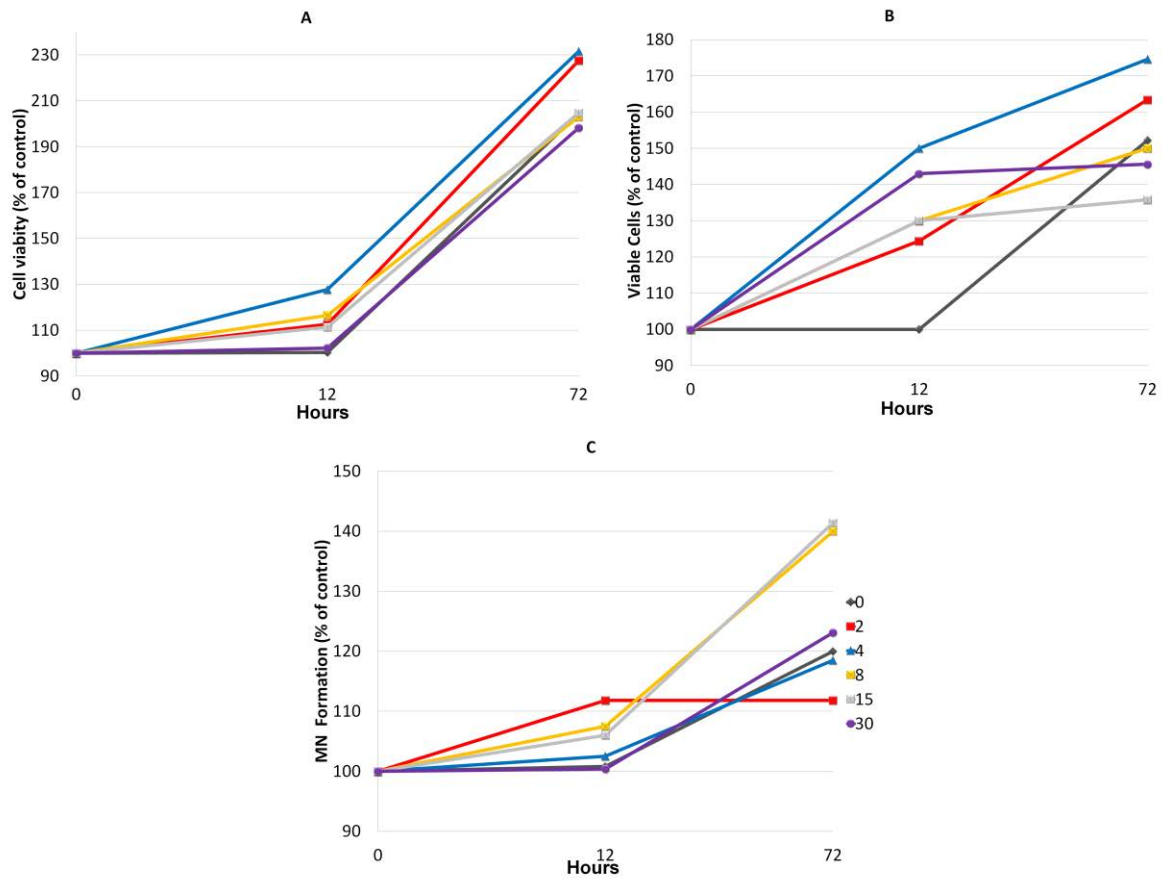 A
Cell viabity (% of control)
230
210
190
170
150
130
110
90
0 12 72
Hours
B
Viable Cells (% of control)
180
170
160
150
140
130
120
110
100
90
0 12 72
Hours
C
MN Formation (% of control)
150
140
130
120
110
100
90
0 12 72
Hours
0
2
4
8
15
30